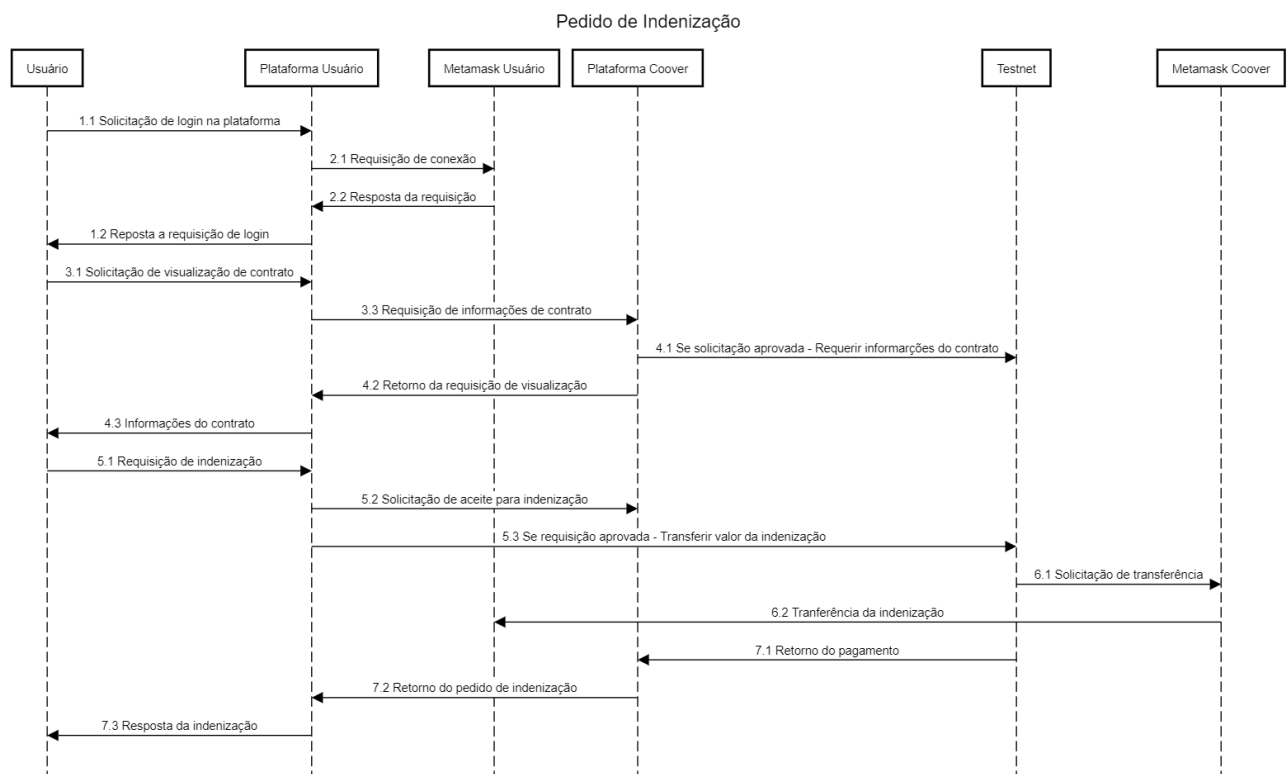 Pedido de Indenização
Usuário
Plataforma Usuário
Metamask Usuário
Plataforma Coover
Testnet
Metamask Coover
1.1 Solicitação de login na plataforma
2.1 Requisição de conexão
2.2 Resposta da requisição
1.2 Reposta a requisição de login
3.1 Solicitação de visualização de contrato
3.3 Requisição de informações de contrato
4.1 Se solicitação aprovada - Requerir informarções do contrato
4.2 Retorno da requisição de visualização
4.3 Informações do contrato
5.1 Requisição de indenização
5.2 Solicitação de aceite para indenização
5.3 Se requisição aprovada - Transferir valor da indenização
6.1 Solicitação de transferência
6.2 Tranferência da indenização
7.1 Retorno do pagamento
7.2 Retorno do pedido de indenização
7.3 Resposta da indenização